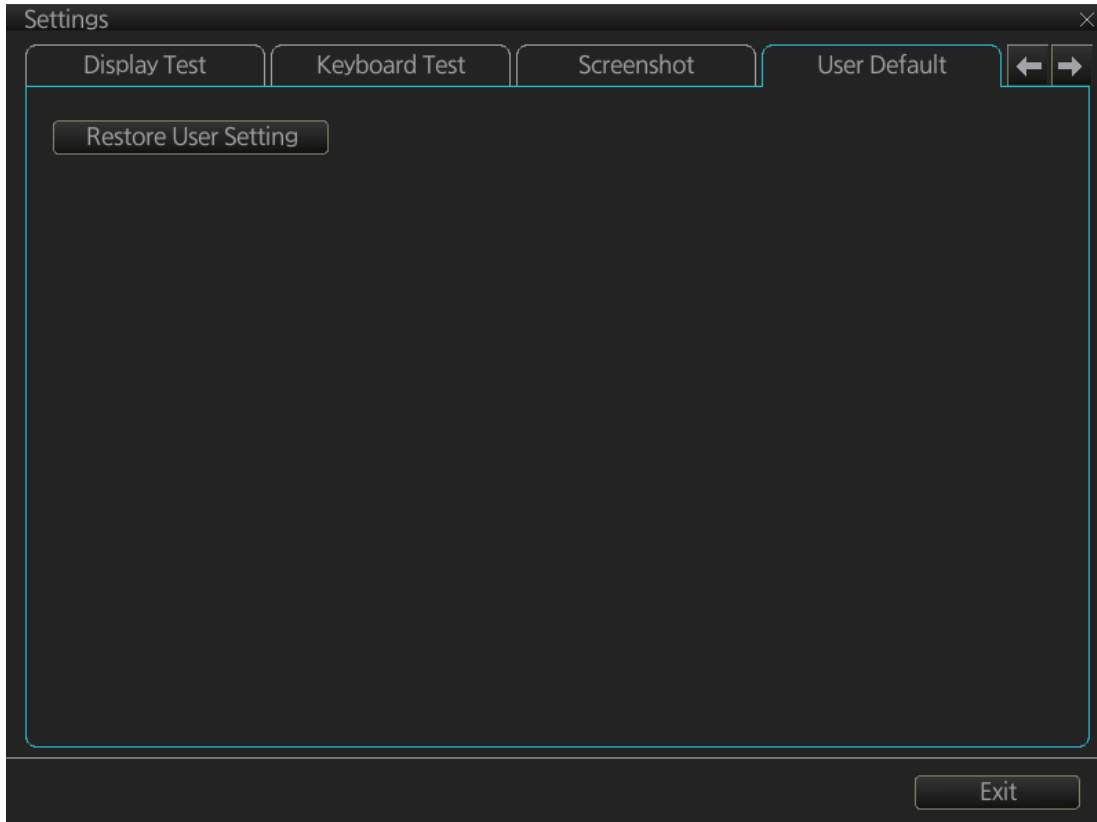 Settings
Display Test
Keyboard Test
Screenshot
User Default
Restore User Setting
Exit